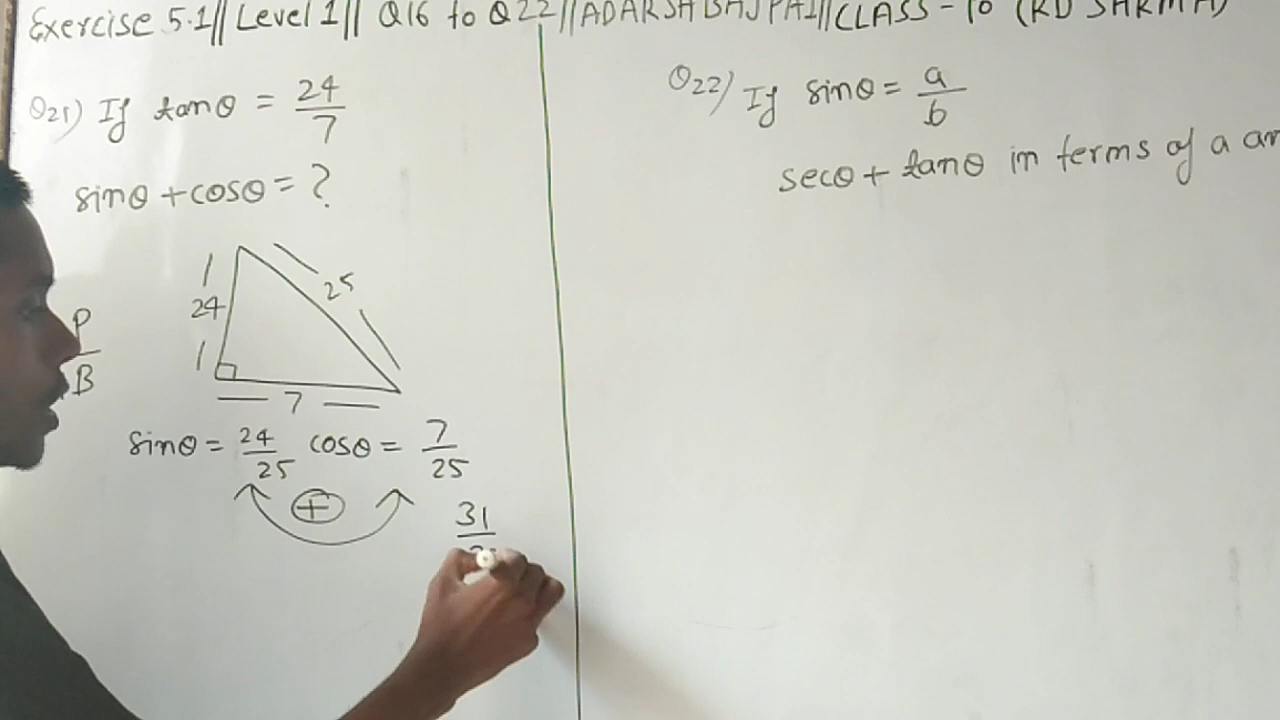 Exercise 5.1|| Level 1|| Q16 to Q22 ||ADARSH BAJPAI||CLASS-10 (RD SHARMA)
Q21) If tanθ = 24/7
sinθ + cosθ = ?
24
25
P/B
7
sinθ = 24/25 cosθ = 7/25
+
31
Q22) If sinθ = a/b
secθ + tanθ in terms of a